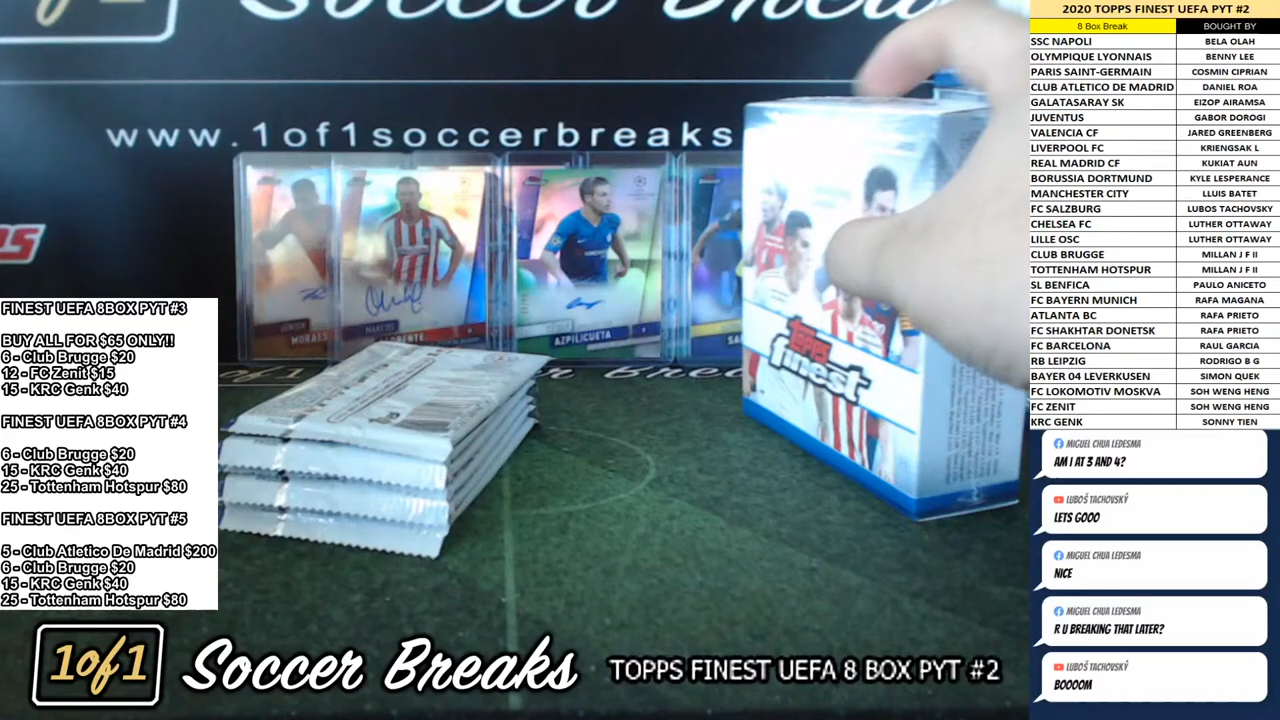 Soccer Breaks
www.1of1soccerbreaks
MORAES
MARCOS
LLORENTE
AZPILICUETA
TOPPS
finest
FINEST UEFA 8BOX PYT #3
BUY ALL FOR $65 ONLY!!
6 - Club Brugge $20
12 - FC Zenit $15
15 - KRC Genk $40
FINEST UEFA 8BOX PYT #4
6 - Club Brugge $20
15 - KRC Genk $40
25 - Tottenham Hotspur $80
FINEST UEFA 8BOX PYT #5
5 - Club Atletico De Madrid $200
6 - Club Brugge $20
15 - KRC Genk $40
25 - Tottenham Hotspur $80
1of1 Soccer Breaks
TOPPS FINEST UEFA 8 BOX PYT #2
2020 TOPPS FINEST UEFA PYT #2
8 Box Break BOUGHT BY
SSC NAPOLI BELA OLAH
OLYMPIQUE LYONNAIS BENNY LEE
PARIS SAINT-GERMAIN COSMIN CIPRIAN
CLUB ATLETICO DE MADRID DANIEL ROA
GALATASARAY SK EIZOP AIRAMSA
JUVENTUS GABOR DOROGI
VALENCIA CF JARED GREENBERG
LIVERPOOL FC KRIENGSAK L
REAL MADRID CF KUKIAT AUN
BORUSSIA DORTMUND KYLE LESPERANCE
MANCHESTER CITY LLUIS BATET
FC SALZBURG LUBOS TACHOVSKY
CHELSEA FC LUTHER OTTAWAY
LILLE OSC LUTHER OTTAWAY
CLUB BRUGGE MILLAN J F II
TOTTENHAM HOTSPUR MILLAN J F II
SL BENFICA PAULO ANICETO
FC BAYERN MUNICH RAFA MAGANA
ATLANTA BC RAFA PRIETO
FC SHAKHTAR DONETSK RAFA PRIETO
FC BARCELONA RAUL GARCIA
RB LEIPZIG RODRIGO B G
BAYER 04 LEVERKUSEN SIMON QUEK
FC LOKOMOTIV MOSKVA SOH WENG HENG
FC ZENIT SOH WENG HENG
KRC GENK SONNY TIEN
MIGUEL CHUA LEDESMA
AM I AT 3 AND 4?
LUBOŠ TACHOVSKÝ
LETS GOOO
MIGUEL CHUA LEDESMA
NICE
MIGUEL CHUA LEDESMA
R U BREAKING THAT LATER?
LUBOŠ TACHOVSKÝ
BOOOOM